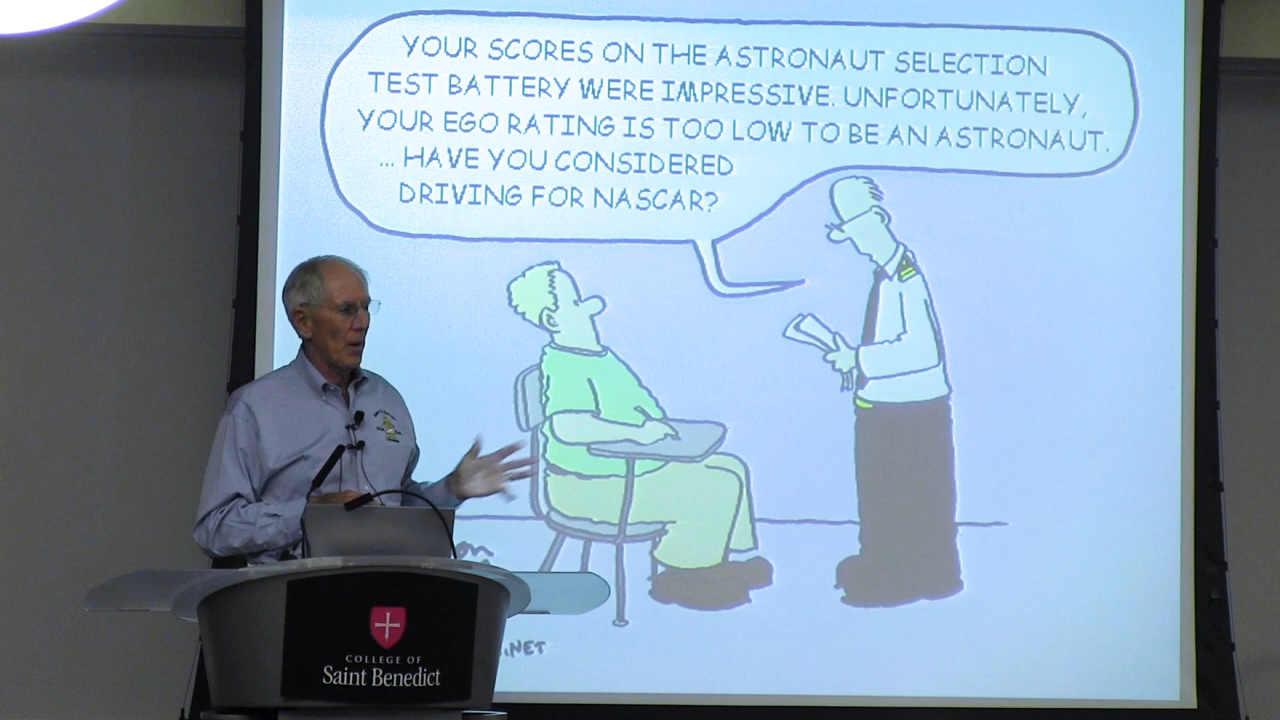 YOUR SCORES ON THE ASTRONAUT SELECTION
TEST BATTERY WERE IMPRESSIVE. UNFORTUNATELY,
YOUR EGO RATING IS TOO LOW TO BE AN ASTRONAUT.
... HAVE YOU CONSIDERED
DRIVING FOR NASCAR?
.NET
COLLEGE OF
Saint Benedict